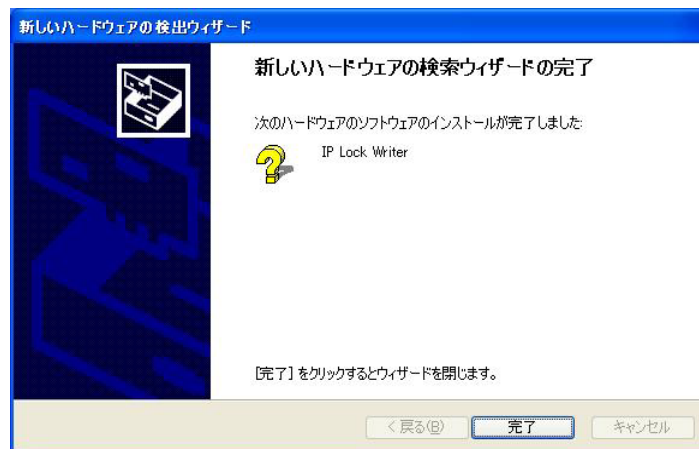 新しいハードウェアの検出ウィザード
新しいハードウェアの検索ウィザードの完了
次のハードウェアのソフトウェアのインストールが完了しました:
IP Lock Writer
[完了] をクリックするとウィザードを閉じます。
< 戻る(B)
完了
キャンセル